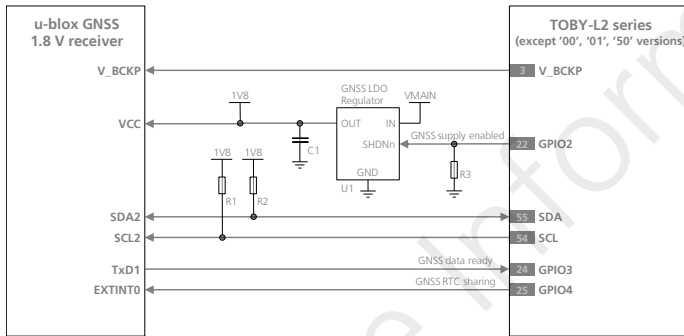 u-blox GNSS
1.8 V receiver
TOBY-L2 series
(except '00', '01', '50' versions)
V_BCKP
3
V_BCKP
1V8
GNSS LDO
Regulator
VMAIN
VCC
OUT
IN
C1
SHDNn
GNSS supply enabled
22
GPIO2
1V8
1V8
GND
R3
R1
R2
U1
SDA2
55
SDA
SCL2
54
SCL
TxD1
GNSS data ready
24
GPIO3
EXTINT0
GNSS RTC sharing
25
GPIO4